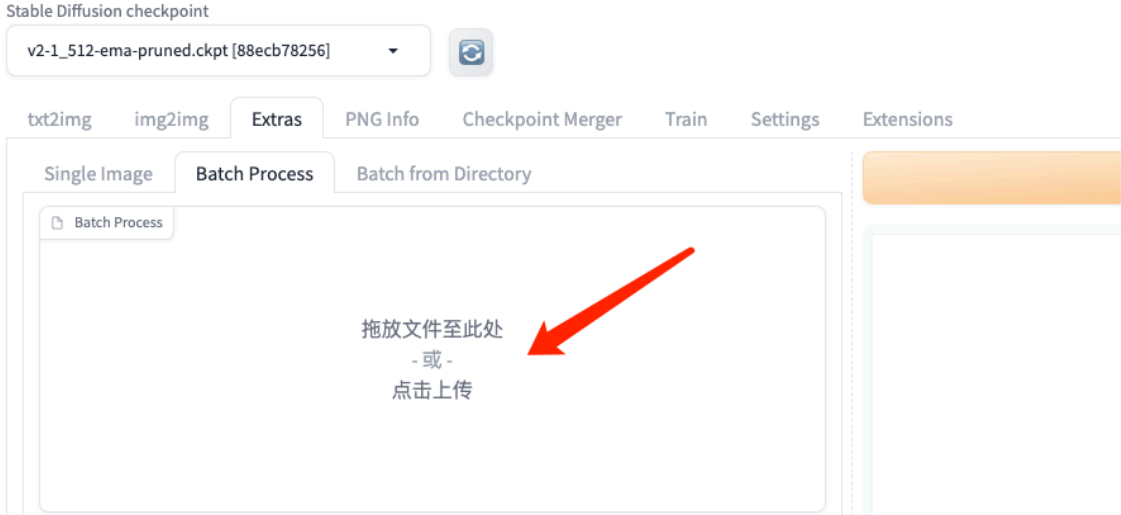 Stable Diffusion checkpoint
v2-1_512-ema-pruned.ckpt [88ecb78256]
txt2img img2img Extras PNG Info Checkpoint Merger Train Settings Extensions
Single Image Batch Process Batch from Directory
Batch Process
拖放文件至此处
- 或 -
点击上传